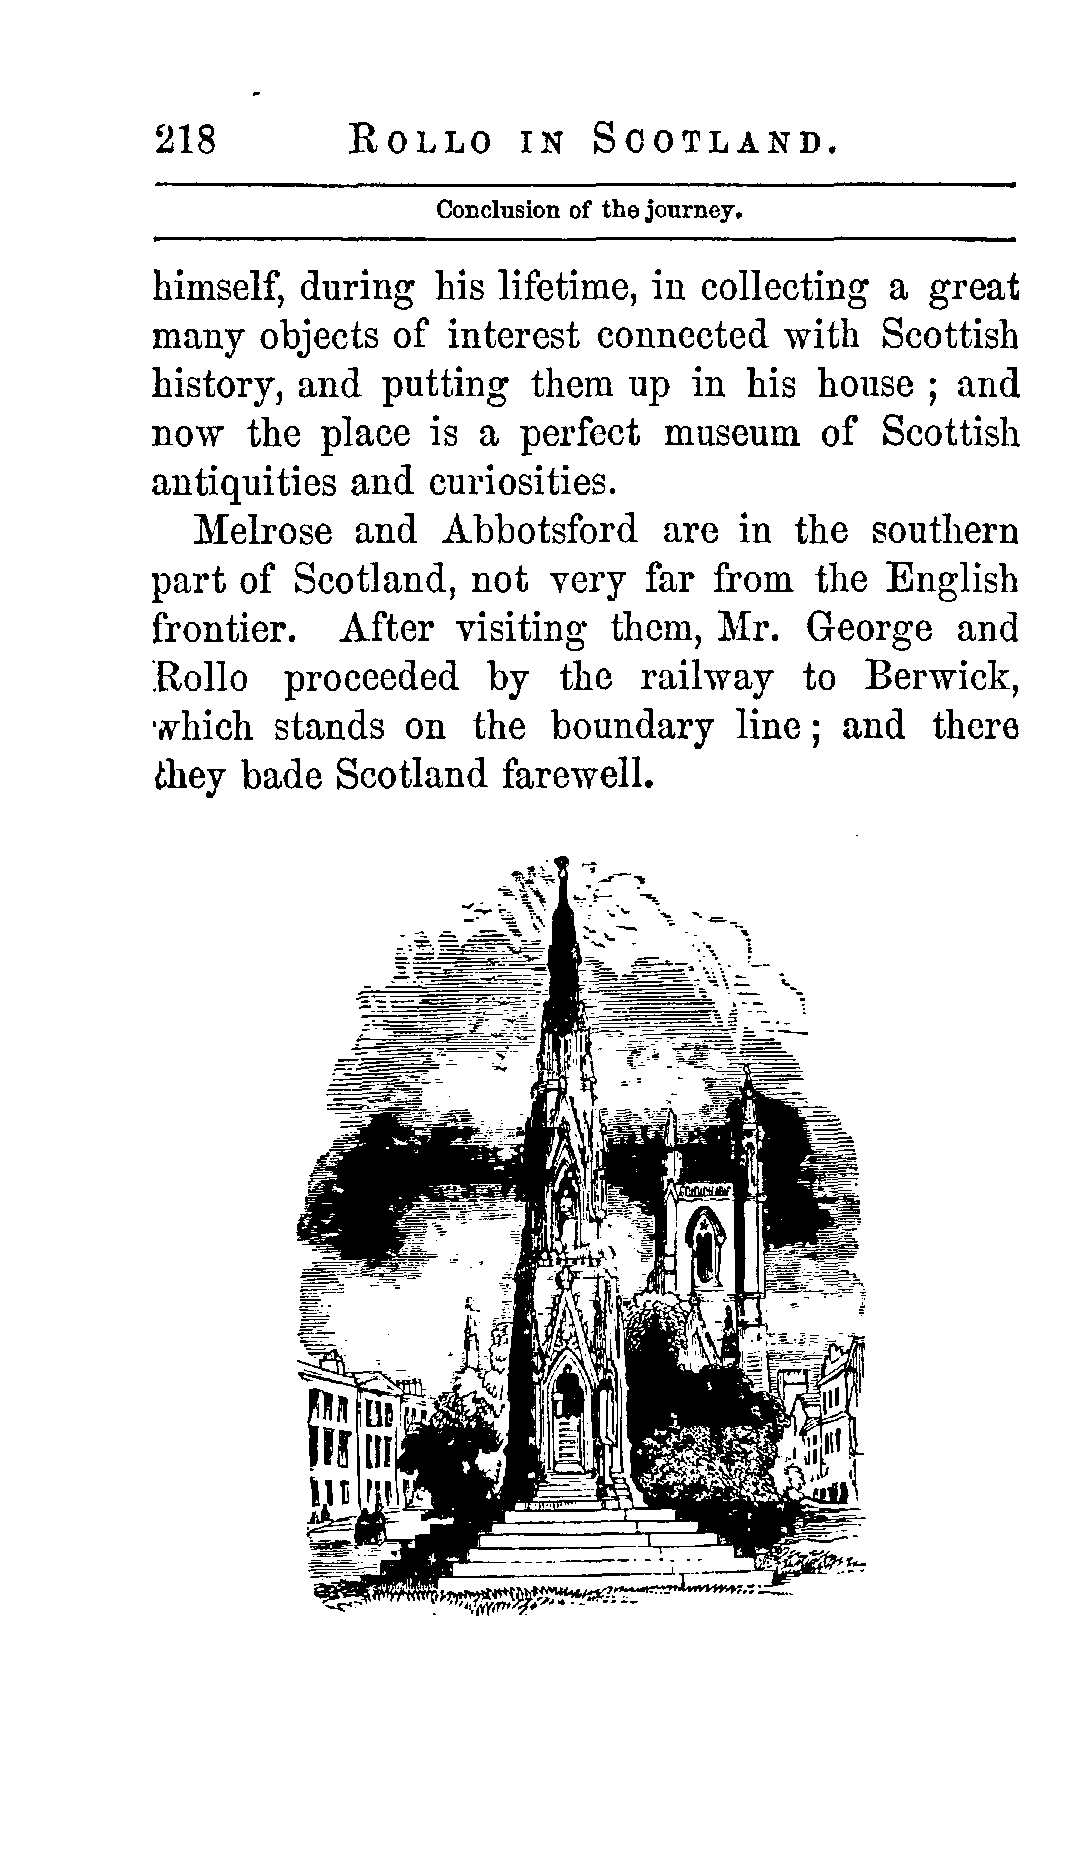 218 ROLLO IN SCOTLAND.
Conclusion of the journey.
himself, during his lifetime, in collecting a great
many objects of interest connected with Scottish
history, and putting them up in his house ; and
now the place is a perfect museum of Scottish
antiquities and curiosities.
Melrose and Abbotsford are in the southern
part of Scotland, not very far from the English
frontier. After visiting them, Mr. George and
Rollo proceeded by the railway to Berwick,
which stands on the boundary line ; and there
they bade Scotland farewell.